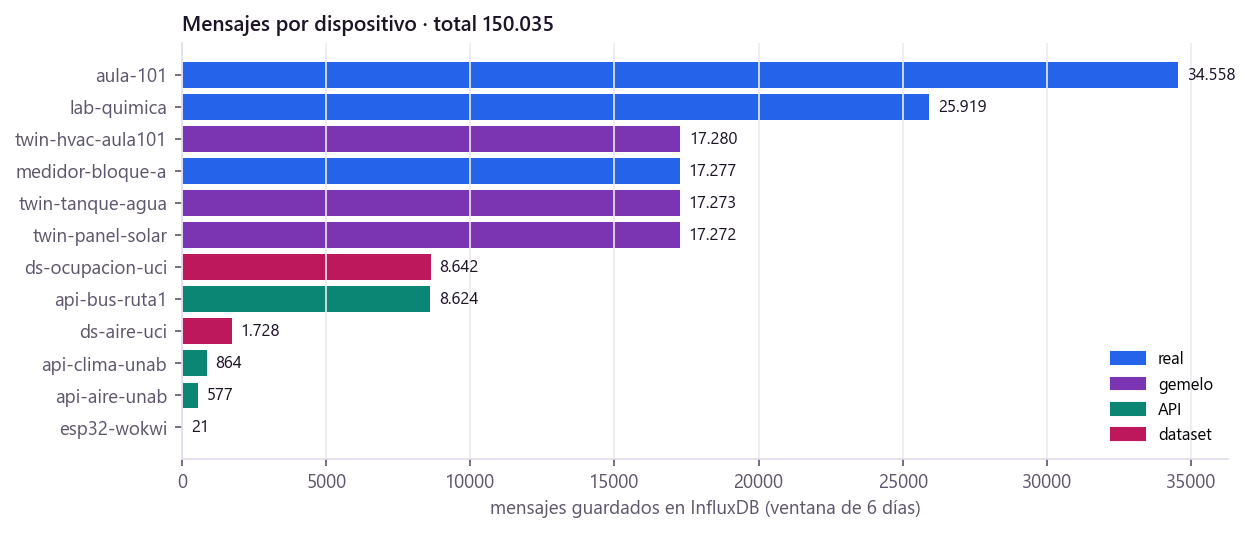 Mensajes por dispositivo · total 150.035
aula-101 34.558
lab-quimica 25.919
twin-hvac-aula101 17.280
medidor-bloque-a 17.277
twin-tanque-agua 17.273
twin-panel-solar 17.272
ds-ocupacion-uci 8.642
api-bus-ruta1 8.624
ds-aire-uci 1.728
api-clima-unab 864
api-aire-unab 577
esp32-wokwi 21
real
gemelo
API
dataset
0 5000 10000 15000 20000 25000 30000 35000
mensajes guardados en InfluxDB (ventana de 6 días)